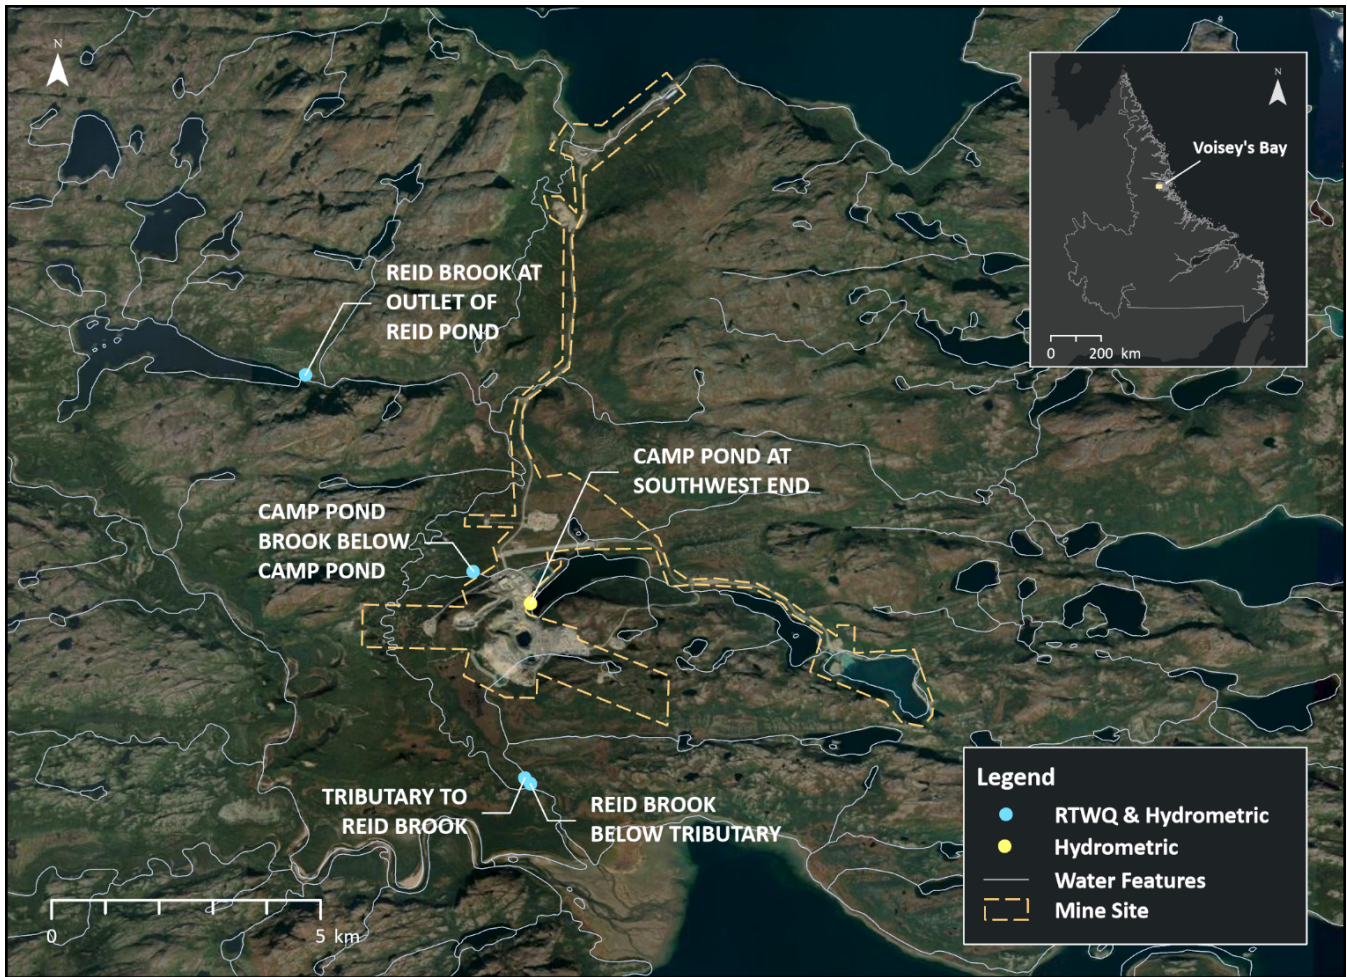 N
N
Voisey's Bay
0 200 km
REID BROOK AT
OUTLET OF
REID POND
CAMP POND AT
SOUTHWEST END
CAMP POND
BROOK BELOW
CAMP POND
TRIBUTARY TO
REID BROOK
REID BROOK
BELOW TRIBUTARY
Legend
RTWQ & Hydrometric
Hydrometric
Water Features
Mine Site
0 5 km